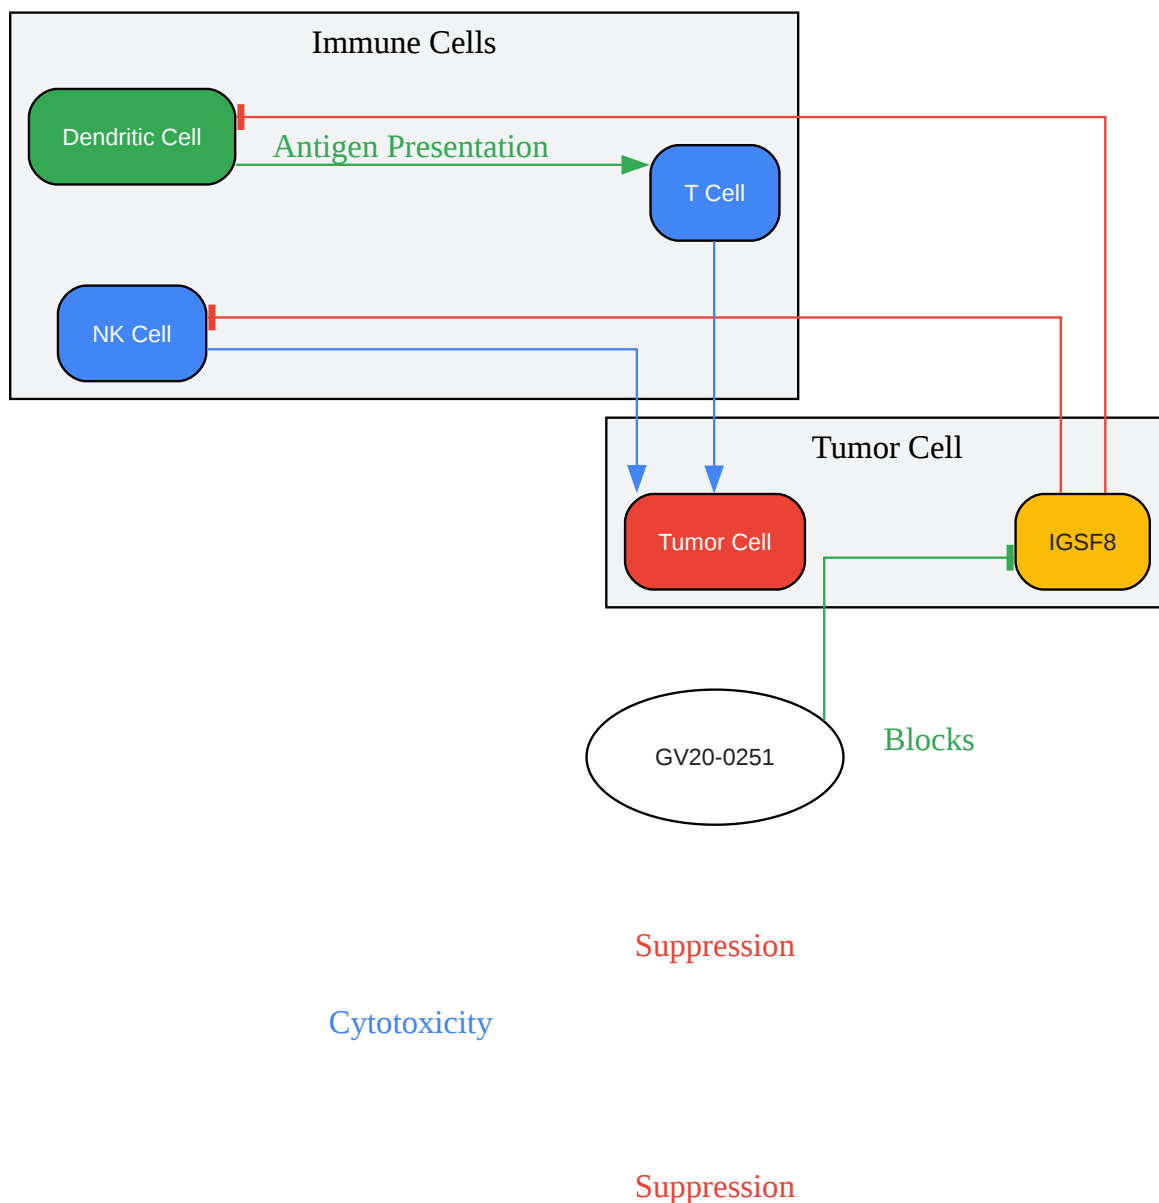 Immune Cells
Dendritic Cell
Antigen Presentation
T Cell
NK Cell
Tumor Cell
Tumor Cell
IGSF8
GV20-0251
Blocks
Suppression
Cytotoxicity
Suppression